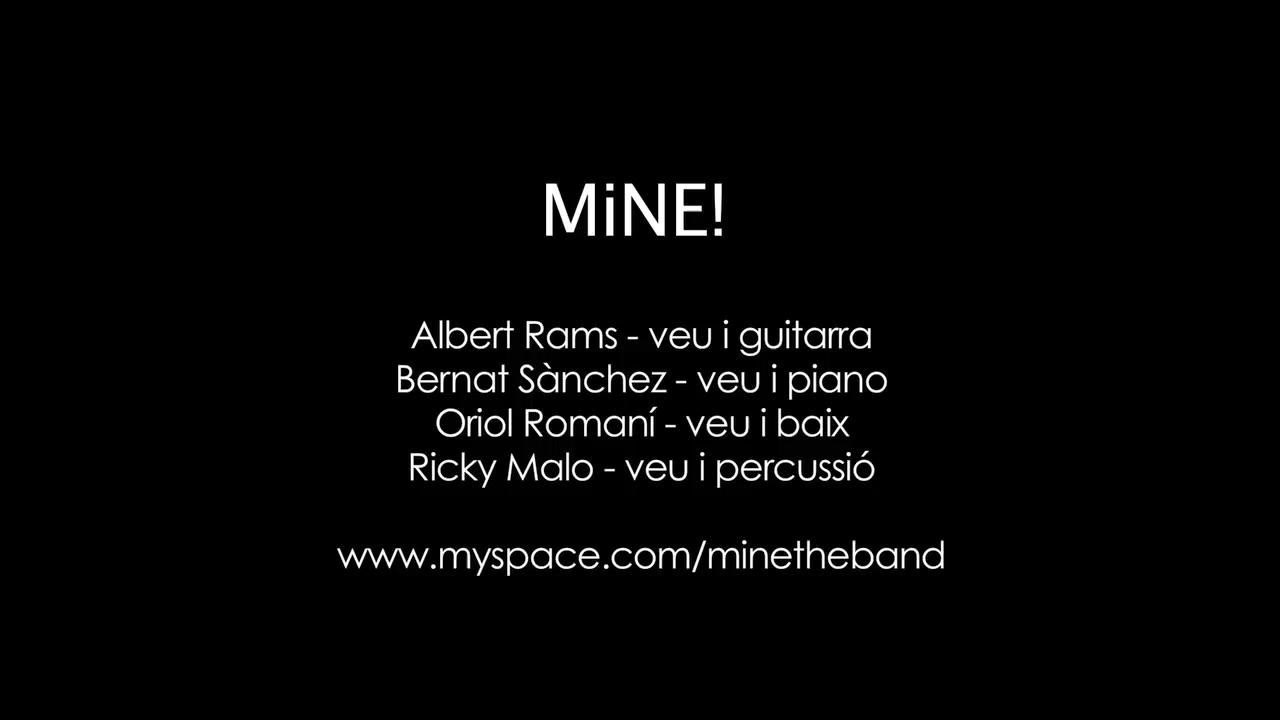 MiNE!
Albert Rams - veu i guitarra
Bernat Sànchez - veu i piano
Oriol Romaní - veu i baix
Ricky Malo - veu i percussió
www.myspace.com/minetheband